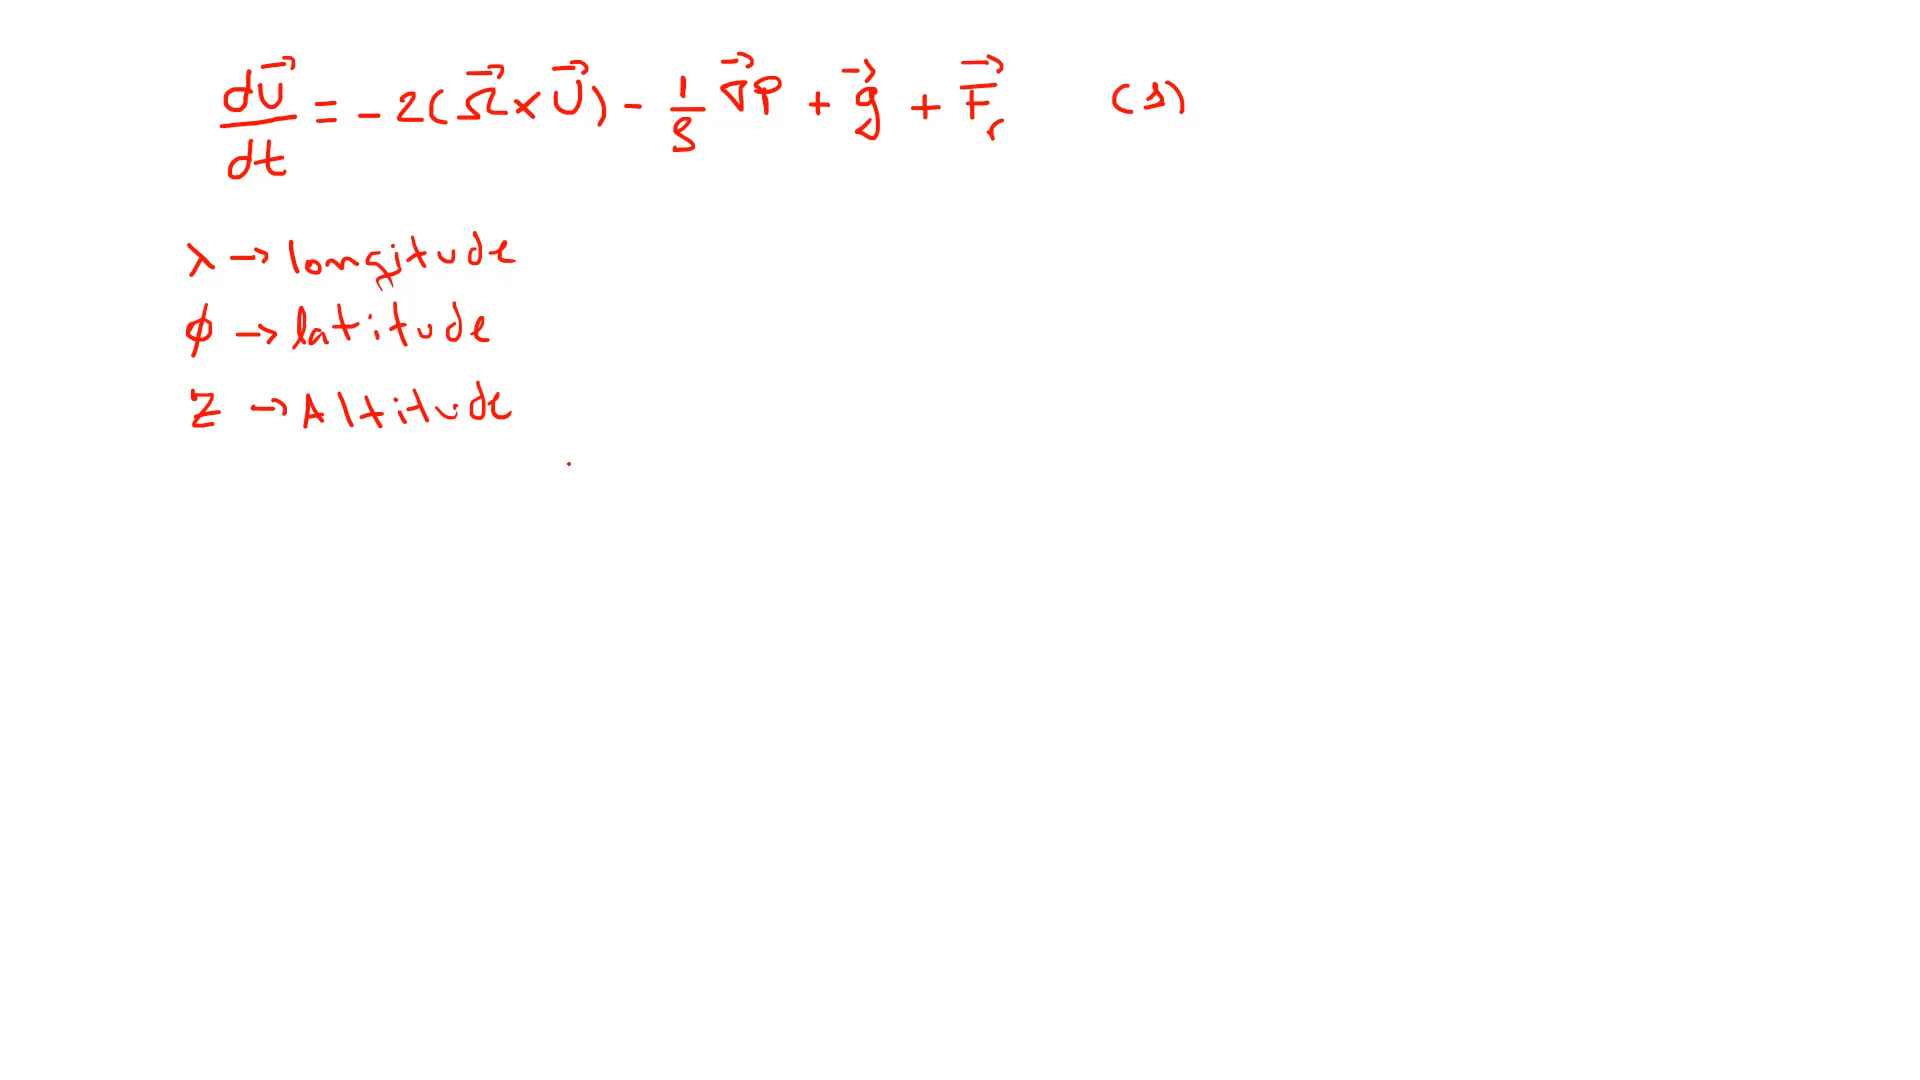 dU⃗/dt = - 2(Ω⃗ × U⃗) - 1/ρ ∇⃗P + g⃗ + F⃗r (1)
λ → longitude
φ → latitude
Z → Altitude